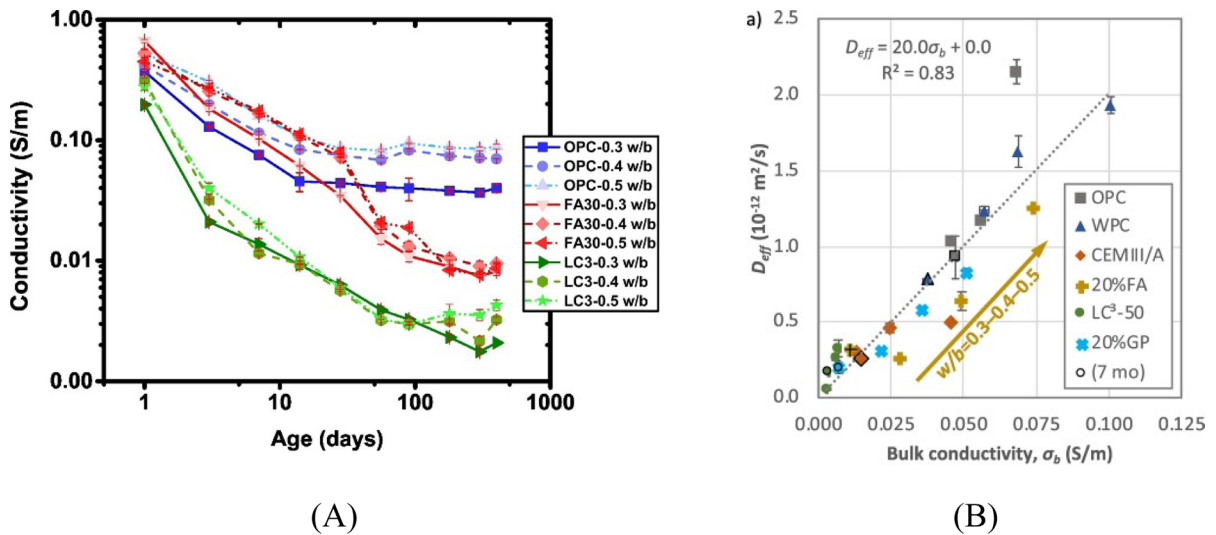 1.00
0.10
0.01
0.00
Conductivity (S/m)
1
10
100
1000
Age (days)
OPC-0.3 w/b
OPC-0.4 w/b
OPC-0.5 w/b
FA30-0.3 w/b
FA30-0.4 w/b
FA30-0.5 w/b
LC3-0.3 w/b
LC3-0.4 w/b
LC3-0.5 w/b
(A)
a)
D_eff = 20.0σ_b + 0.0
R² = 0.83
2.5
2.0
1.5
1.0
0.5
0.0
D_eff (10⁻¹² m²/s)
0.000
0.025
0.050
0.075
0.100
0.125
Bulk conductivity, σ_b (S/m)
OPC
WPC
CEMIII/A
20%FA
LC³-50
20%GP
(7 mo)
w/b=0.3–0.4–0.5
(B)